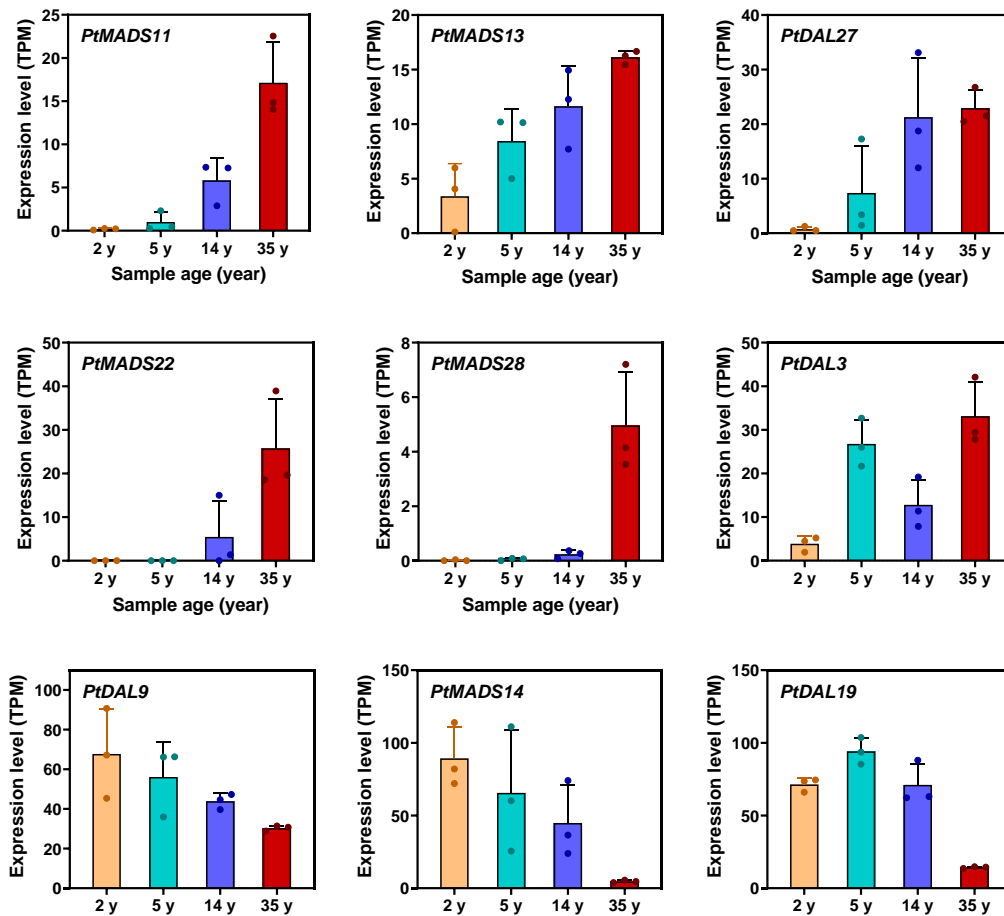 PtMADS11
Expression level (TPM)
25
20
15
10
5
0
2 y 5 y 14 y 35 y
Sample age (year)
PtMADS13
Expression level (TPM)
20
15
10
5
0
2 y 5 y 14 y 35 y
Sample age (year)
PtDAL27
Expression level (TPM)
40
30
20
10
0
2 y 5 y 14 y 35 y
Sample age (year)
PtMADS22
Expression level (TPM)
50
40
30
20
10
0
2 y 5 y 14 y 35 y
Sample age (year)
PtMADS28
Expression level (TPM)
8
6
4
2
0
2 y 5 y 14 y 35 y
Sample age (year)
PtDAL3
Expression level (TPM)
50
40
30
20
10
0
2 y 5 y 14 y 35 y
Sample age (year)
PtDAL9
Expression level (TPM)
100
80
60
40
20
0
2 y 5 y 14 y 35 y
PtMADS14
Expression level (TPM)
150
100
50
0
2 y 5 y 14 y 35 y
PtDAL19
Expression level (TPM)
150
100
50
0
2 y 5 y 14 y 35 y